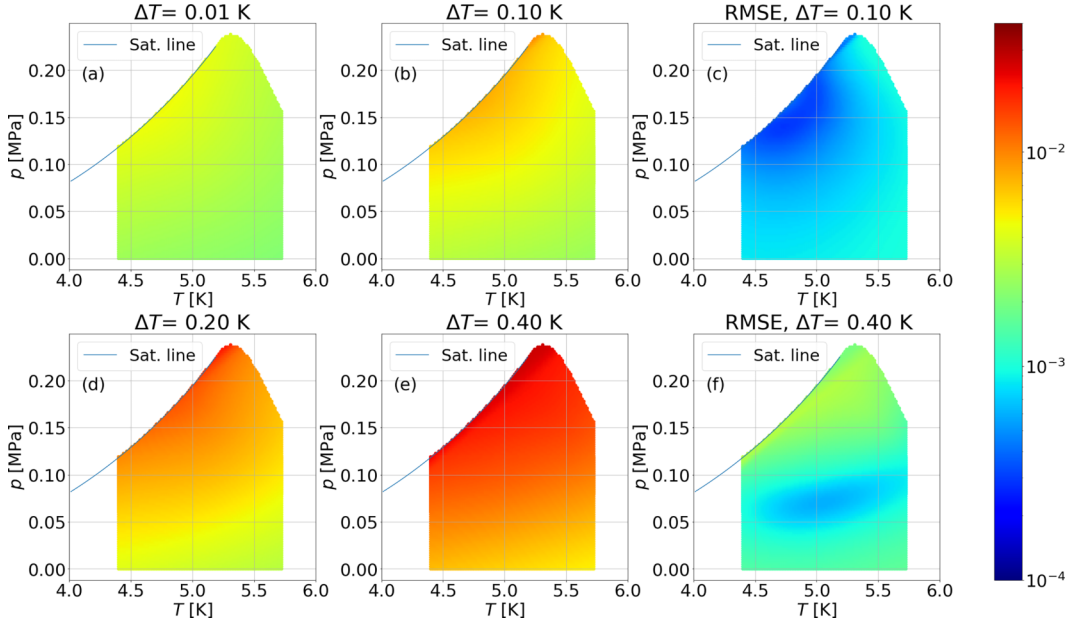 ΔT= 0.01 K
ΔT= 0.10 K
RMSE, ΔT= 0.10 K
Sat. line
Sat. line
Sat. line
(a)
(b)
(c)
p [MPa]
0.20
0.15
0.10
0.05
0.00
p [MPa]
0.20
0.15
0.10
0.05
0.00
p [MPa]
0.20
0.15
0.10
0.05
0.00
4.0 4.5 5.0 5.5 6.0
4.0 4.5 5.0 5.5 6.0
4.0 4.5 5.0 5.5 6.0
T [K]
T [K]
T [K]
ΔT= 0.20 K
ΔT= 0.40 K
RMSE, ΔT= 0.40 K
Sat. line
Sat. line
Sat. line
(d)
(e)
(f)
p [MPa]
0.20
0.15
0.10
0.05
0.00
p [MPa]
0.20
0.15
0.10
0.05
0.00
p [MPa]
0.20
0.15
0.10
0.05
0.00
4.0 4.5 5.0 5.5 6.0
4.0 4.5 5.0 5.5 6.0
4.0 4.5 5.0 5.5 6.0
T [K]
T [K]
T [K]
10⁻²
10⁻³
10⁻⁴